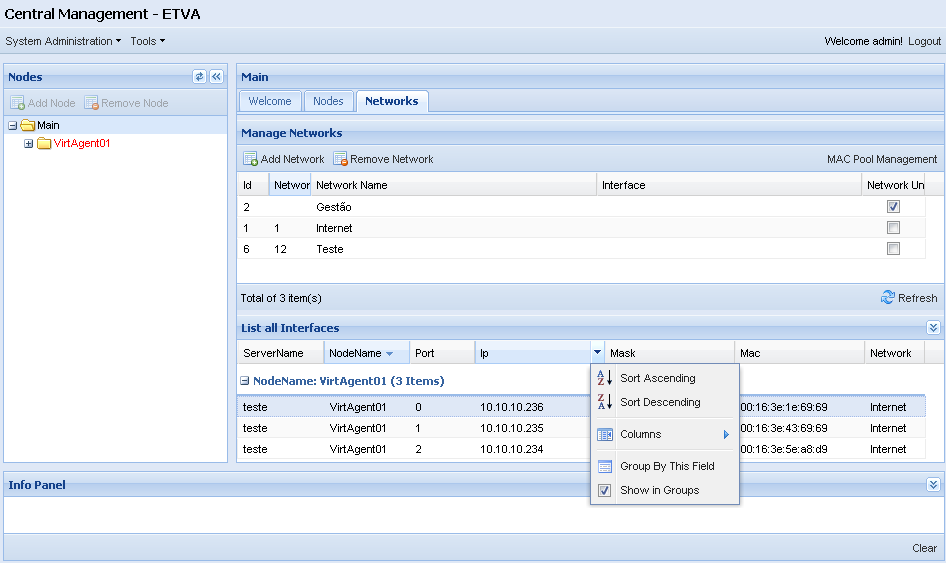 Central Management - ETVA
System Administration Tools Welcome admin! Logout
Nodes
Add Node Remove Node
Main
VirtAgent01
Main
Welcome Nodes Networks
Manage Networks
Add Network Remove Network MAC Pool Management
Id Networ Network Name Interface Network Un
2 Gestão
1 1 Internet
6 12 Teste
Total of 3 item(s) Refresh
List all Interfaces
ServerName NodeName Port Ip Mask Mac Network
NodeName: VirtAgent01 (3 Items)
teste VirtAgent01 0 10.10.10.236 00:16:3e:1e:69:69 Internet
teste VirtAgent01 1 10.10.10.235 00:16:3e:43:69:69 Internet
teste VirtAgent01 2 10.10.10.234 00:16:3e:5e:a8:d9 Internet
Sort Ascending
Sort Descending
Columns
Group By This Field
Show in Groups
Info Panel
Clear